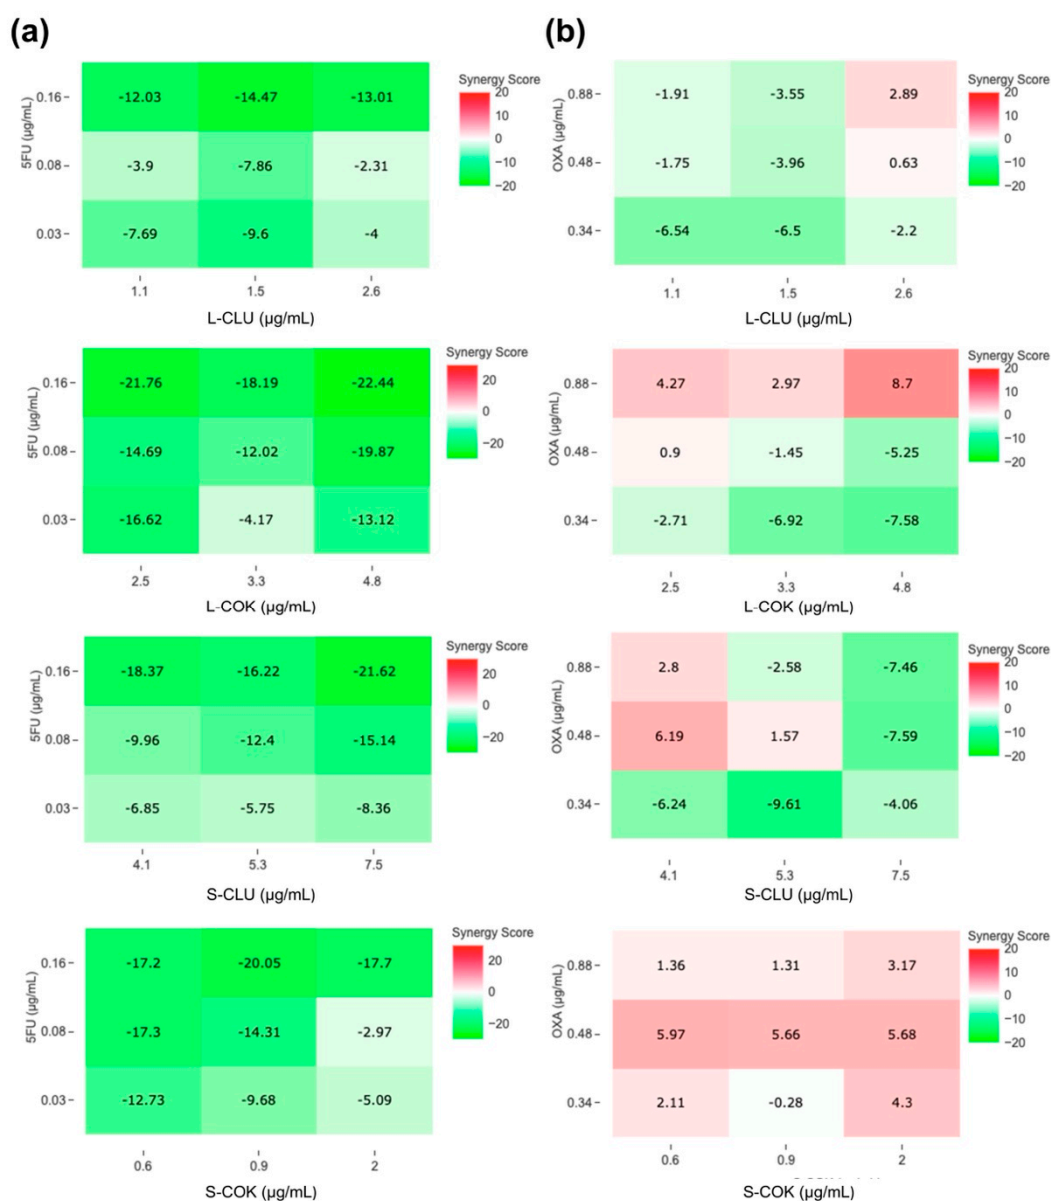 (a)
(b)
5FU (µg/mL)
0.16
0.08
0.03
-12.03 -14.47 -13.01
-3.9 -7.86 -2.31
-7.69 -9.6 -4
1.1 1.5 2.6
L-CLU (µg/mL)
Synergy Score
20
10
0
−10
−20
OXA (µg/mL)
0.88
0.48
0.34
-1.91 -3.55 2.89
-1.75 -3.96 0.63
-6.54 -6.5 -2.2
1.1 1.5 2.6
L-CLU (µg/mL)
Synergy Score
20
10
0
−10
−20
5FU (µg/mL)
0.16
0.08
0.03
-21.76 -18.19 -22.44
-14.69 -12.02 -19.87
-16.62 -4.17 -13.12
2.5 3.3 4.8
L-COK (µg/mL)
Synergy Score
20
0
−20
OXA (µg/mL)
0.88
0.48
0.34
4.27 2.97 8.7
0.9 -1.45 -5.25
-2.71 -6.92 -7.58
2.5 3.3 4.8
L-COK (µg/mL)
Synergy Score
20
10
0
−10
−20
5FU (µg/mL)
0.16
0.08
0.03
-18.37 -16.22 -21.62
-9.96 -12.4 -15.14
-6.85 -5.75 -8.36
4.1 5.3 7.5
S-CLU (µg/mL)
Synergy Score
20
0
−20
OXA (µg/mL)
0.88
0.48
0.34
2.8 -2.58 -7.46
6.19 1.57 -7.59
-6.24 -9.61 -4.06
4.1 5.3 7.5
S-CLU (µg/mL)
Synergy Score
20
10
0
−10
−20
5FU (µg/mL)
0.16
0.08
0.03
-17.2 -20.05 -17.7
-17.3 -14.31 -2.97
-12.73 -9.68 -5.09
0.6 0.9 2
S-COK (µg/mL)
Synergy Score
20
0
−20
OXA (µg/mL)
0.88
0.48
0.34
1.36 1.31 3.17
5.97 5.66 5.68
2.11 -0.28 4.3
0.6 0.9 2
S-COK (µg/mL)
Synergy Score
20
10
0
−10
−20